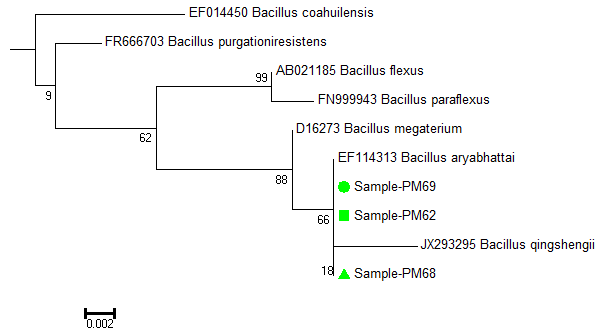 EF014450 Bacillus coahuilensis
FR666703 Bacillus purgationiresistens
9
AB021185 Bacillus flexus
99
FN999943 Bacillus paraflexus
62
D16273 Bacillus megaterium
EF114313 Bacillus aryabhattai
88
Sample-PM69
66
Sample-PM62
JX293295 Bacillus qingshengii
18
Sample-PM68
0.002